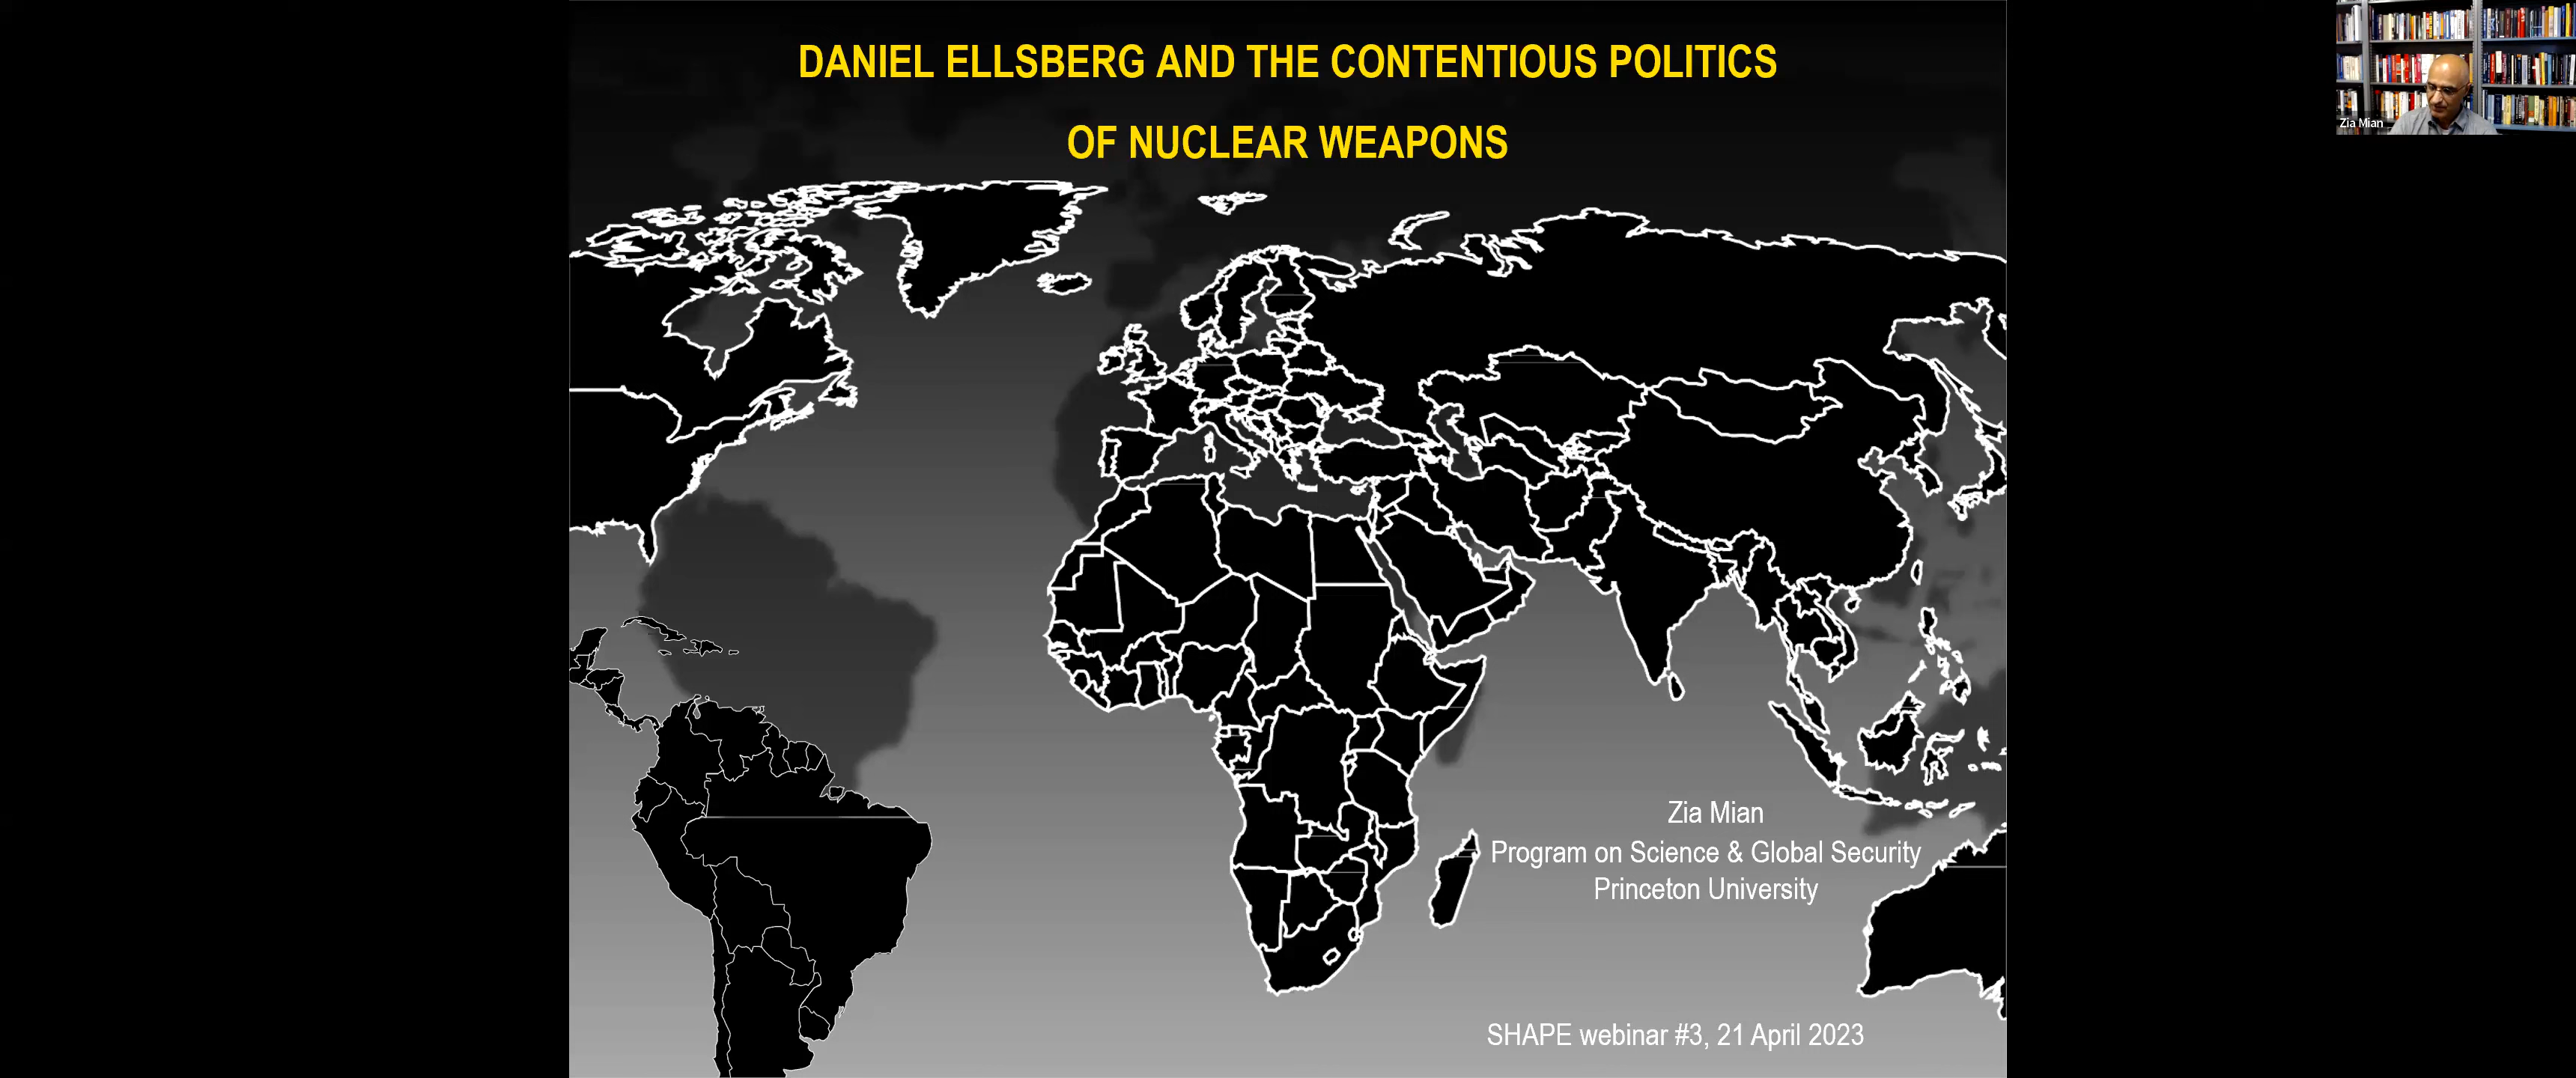 DANIEL ELLSBERG AND THE CONTENTIOUS POLITICS
OF NUCLEAR WEAPONS
Zia Mian
Zia Mian
Program on Science & Global Security
Princeton University
SHAPE webinar #3, 21 April 2023